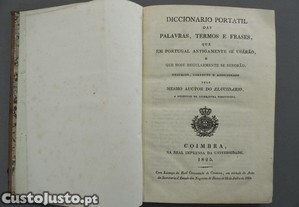 DICCIONARIO PORTATIL
DAS
PALAVRAS, TERMOS E FRASES,
QUE
EM PORTUGAL ANTIGAMENTE SE USÁRÃO,
E
QUE HOJE REGULARMENTE SE IGNORÃO:
PELO
MESMO AUCTOR DO ELUCIDARIO.
COIMBRA,
NA REAL IMPRENSA DA UNIVERSIDADE.
1825.
CustoJusto.pt